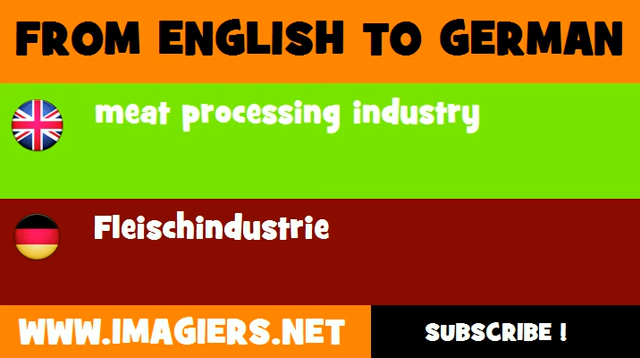 FROM ENGLISH TO GERMAN
meat processing industry
Fleischindustrie
WWW.IMAGIERS.NET
SUBSCRIBE !